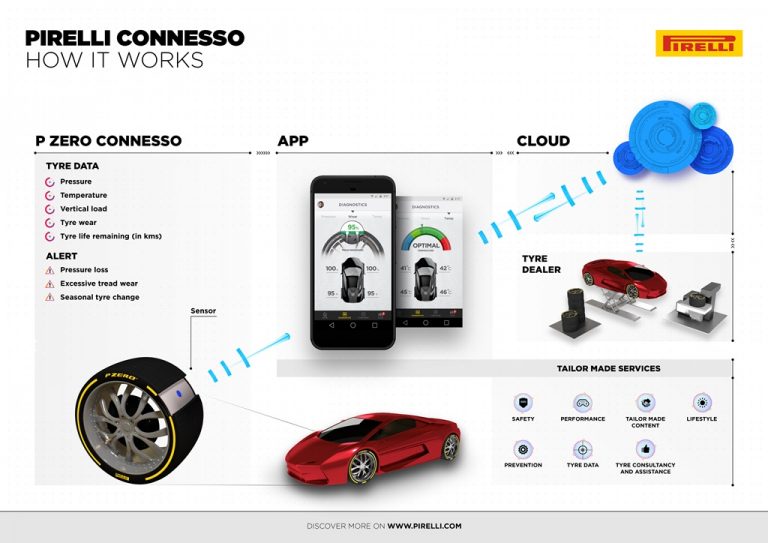 PIRELLI CONNESSO
HOW IT WORKS
PIRELLI
P ZERO CONNESSO
APP
CLOUD
TYRE DATA
Pressure
Temperature
Vertical load
Tyre wear
Tyre life remaining (in kms)
ALERT
Pressure loss
Excessive tread wear
Seasonal tyre change
Sensor
P ZERO
DIAGNOSTICS
Wear
95%
100%
100%
95%
95%
DIAGNOSTICS
Temp
OPTIMAL
41°
42°
45°
46°
TYRE
DEALER
TAILOR MADE SERVICES
SAFETY
PERFORMANCE
TAILOR MADE
CONTENT
LIFESTYLE
PREVENTION
TYRE DATA
TYRE CONSULTANCY
AND ASSISTANCE
DISCOVER MORE ON WWW.PIRELLI.COM